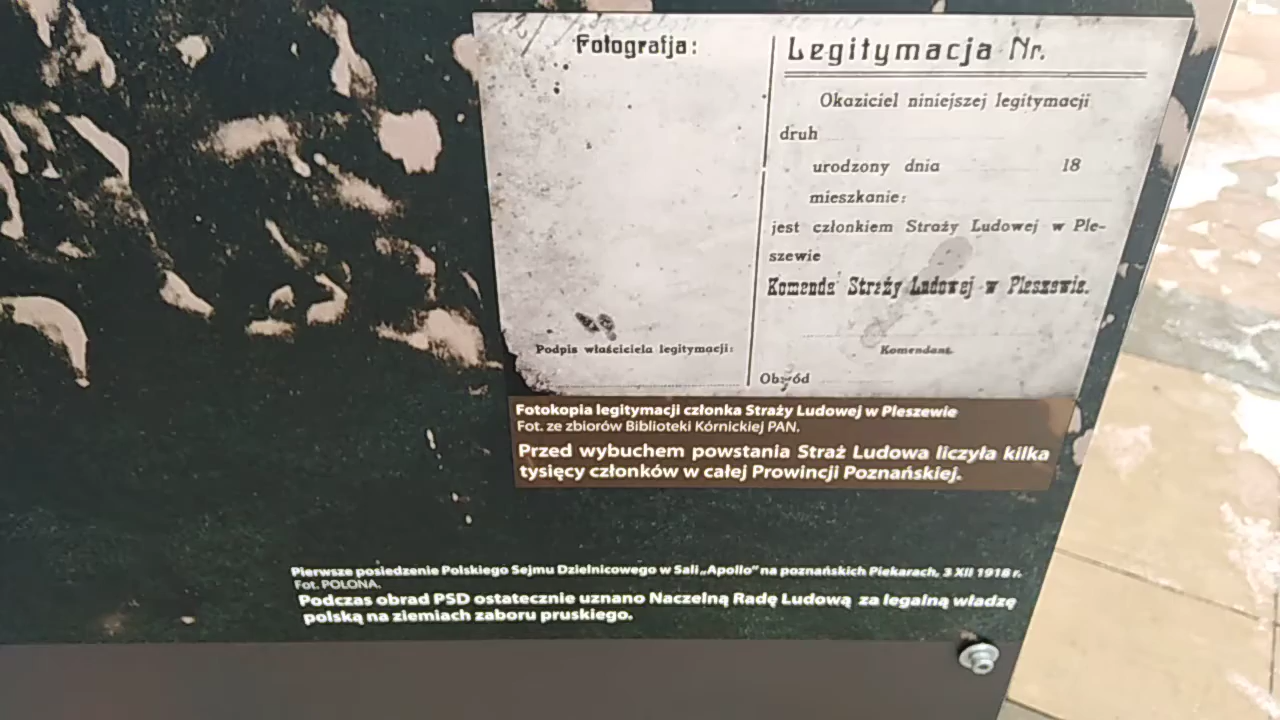 Fotografja:
Podpis właściciela legitymacji:
Legitymacja Nr.
Okaziciel niniejszej legitymacji
druh
urodzony dnia 18
mieszkanie:
jest członkiem Straży Ludowej w Ple-
szewie
Komenda Straży Ludowej w Pleszewie.
Komendant.
Obwód
Fotokopia legitymacji członka Straży Ludowej w Pleszewie
Fot. ze zbiorów Biblioteki Kórnickiej PAN.
Przed wybuchem powstania Straż Ludowa liczyła kilka
tysięcy członków w całej Prowincji Poznańskiej.
Pierwsze posiedzenie Polskiego Sejmu Dzielnicowego w Sali „Apollo” na poznańskich Piekarach, 3 XII 1918 r.
Fot. POLONA.
Podczas obrad PSD ostatecznie uznano Naczelną Radę Ludową za legalną władzę
polską na ziemiach zaboru pruskiego.